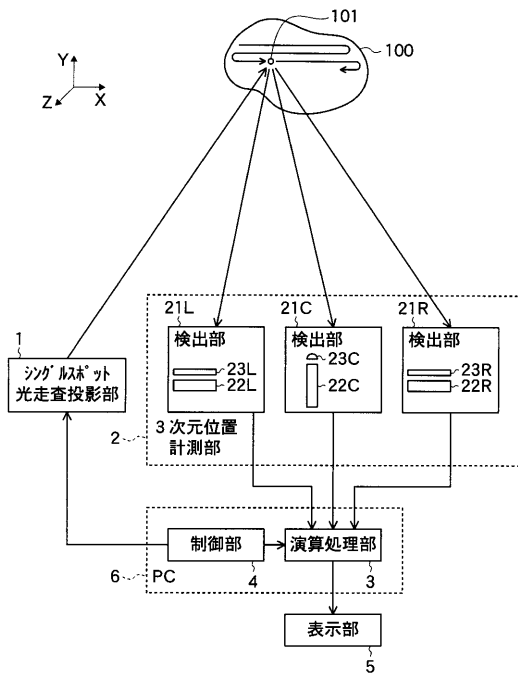 101
100
Y
Z
X
21L
21C
21R
検出部
検出部
検出部
1
シングルスポット
光走査投影部
23L
22L
23C
22C
23R
22R
2
3次元位置
計測部
制御部
演算処理部
6
PC
4
3
表示部
5